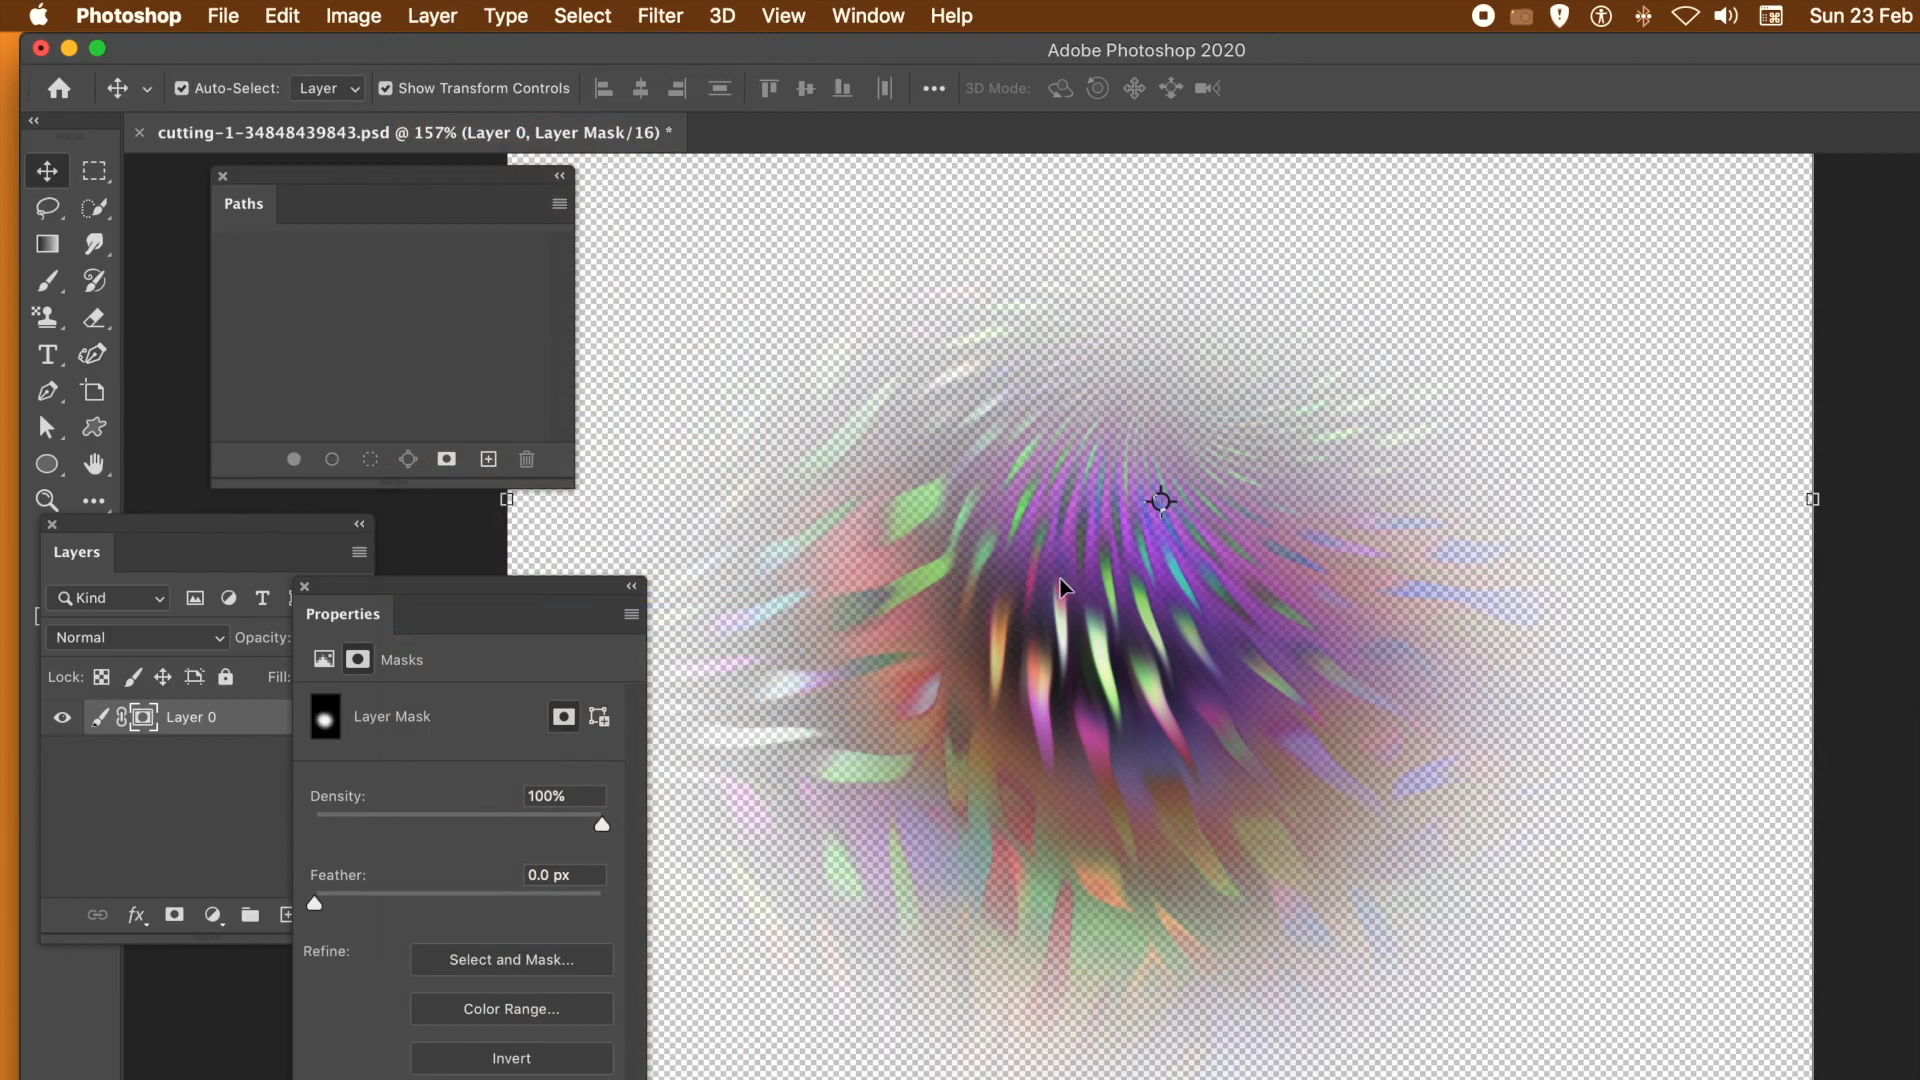 Photoshop File Edit Image Layer Type Select Filter 3D View Window Help Sun 23 Feb
Adobe Photoshop 2020
Auto-Select: Layer Show Transform Controls 3D Mode:
cutting-1-34848439843.psd @ 157% (Layer 0, Layer Mask/16) *
Paths
Layers
Kind
Normal Opacity:
Lock: Fill:
Layer 0
fx
Properties
Masks
Layer Mask
Density: 100%
Feather: 0.0 px
Refine:
Select and Mask...
Color Range...
Invert